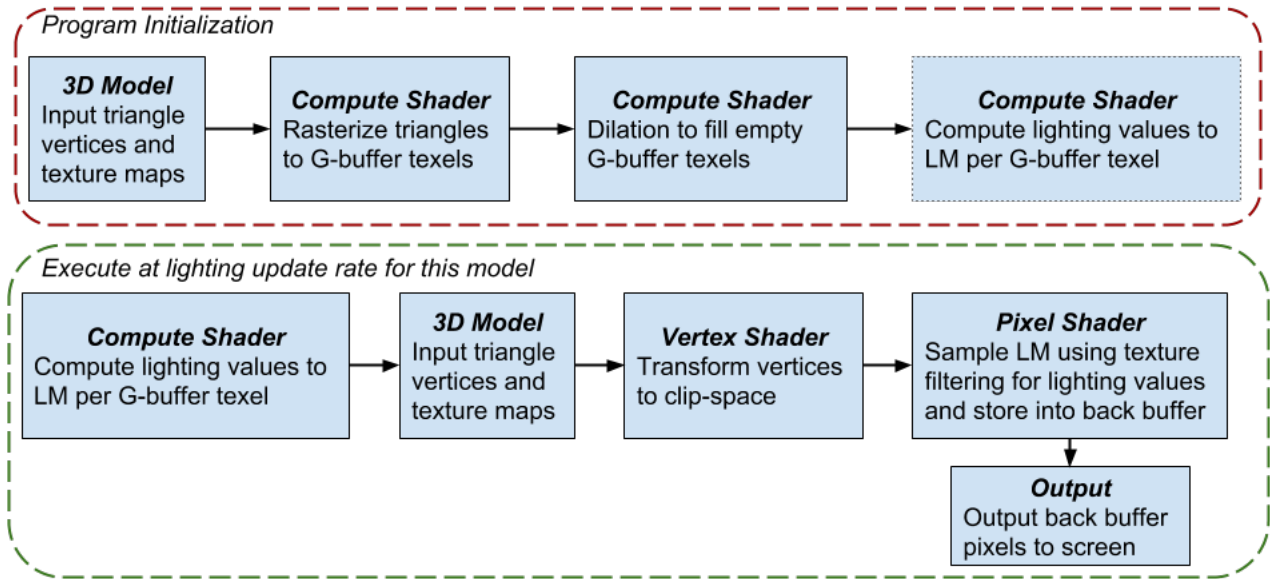 Program Initialization
3D Model
Input triangle
vertices and
texture maps
Compute Shader
Rasterize triangles
to G-buffer texels
Compute Shader
Dilation to fill empty
G-buffer texels
Compute Shader
Compute lighting values to
LM per G-buffer texel
Execute at lighting update rate for this model
Compute Shader
Compute lighting values to
LM per G-buffer texel
3D Model
Input triangle
vertices and
texture maps
Vertex Shader
Transform vertices
to clip-space
Pixel Shader
Sample LM using texture
filtering for lighting values
and store into back buffer
Output
Output back buffer
pixels to screen